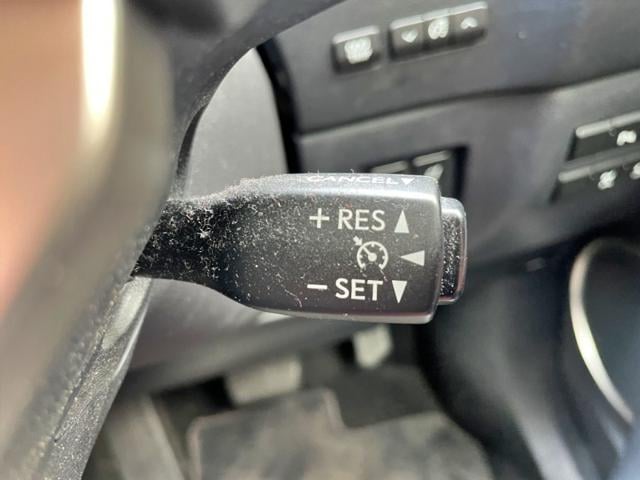 CANCEL▼
+ RES ▲
− SET ▼